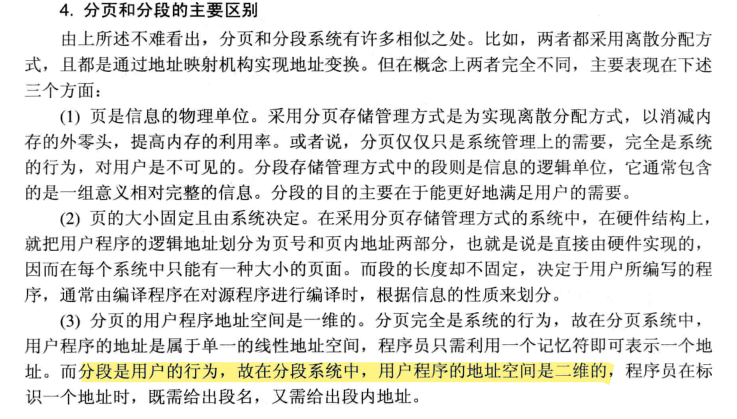 4. 分页和分段的主要区别
由上所述不难看出，分页和分段系统有许多相似之处。比如，两者都采用离散分配方
式，且都是通过地址映射机构实现地址变换。但在概念上两者完全不同，主要表现在下述
三个方面：
(1) 页是信息的物理单位。采用分页存储管理方式是为实现离散分配方式，以消减内
存的外零头，提高内存的利用率。或者说，分页仅仅只是系统管理上的需要，完全是系统
的行为，对用户是不可见的。分段存储管理方式中的段则是信息的逻辑单位，它通常包含
的是一组意义相对完整的信息。分段的目的主要在于能更好地满足用户的需要。
(2) 页的大小固定且由系统决定。在采用分页存储管理方式的系统中，在硬件结构上，
就把用户程序的逻辑地址划分为页号和页内地址两部分，也就是说是直接由硬件实现的，
因而在每个系统中只能有一种大小的页面。而段的长度却不固定，决定于用户所编写的程
序，通常由编译程序在对源程序进行编译时，根据信息的性质来划分。
(3) 分页的用户程序地址空间是一维的。分页完全是系统的行为，故在分页系统中，
用户程序的地址是属于单一的线性地址空间，程序员只需利用一个记忆符即可表示一个地
址。而分段是用户的行为，故在分段系统中，用户程序的地址空间是二维的，程序员在标
识一个地址时，既需给出段名，又需给出段内地址。